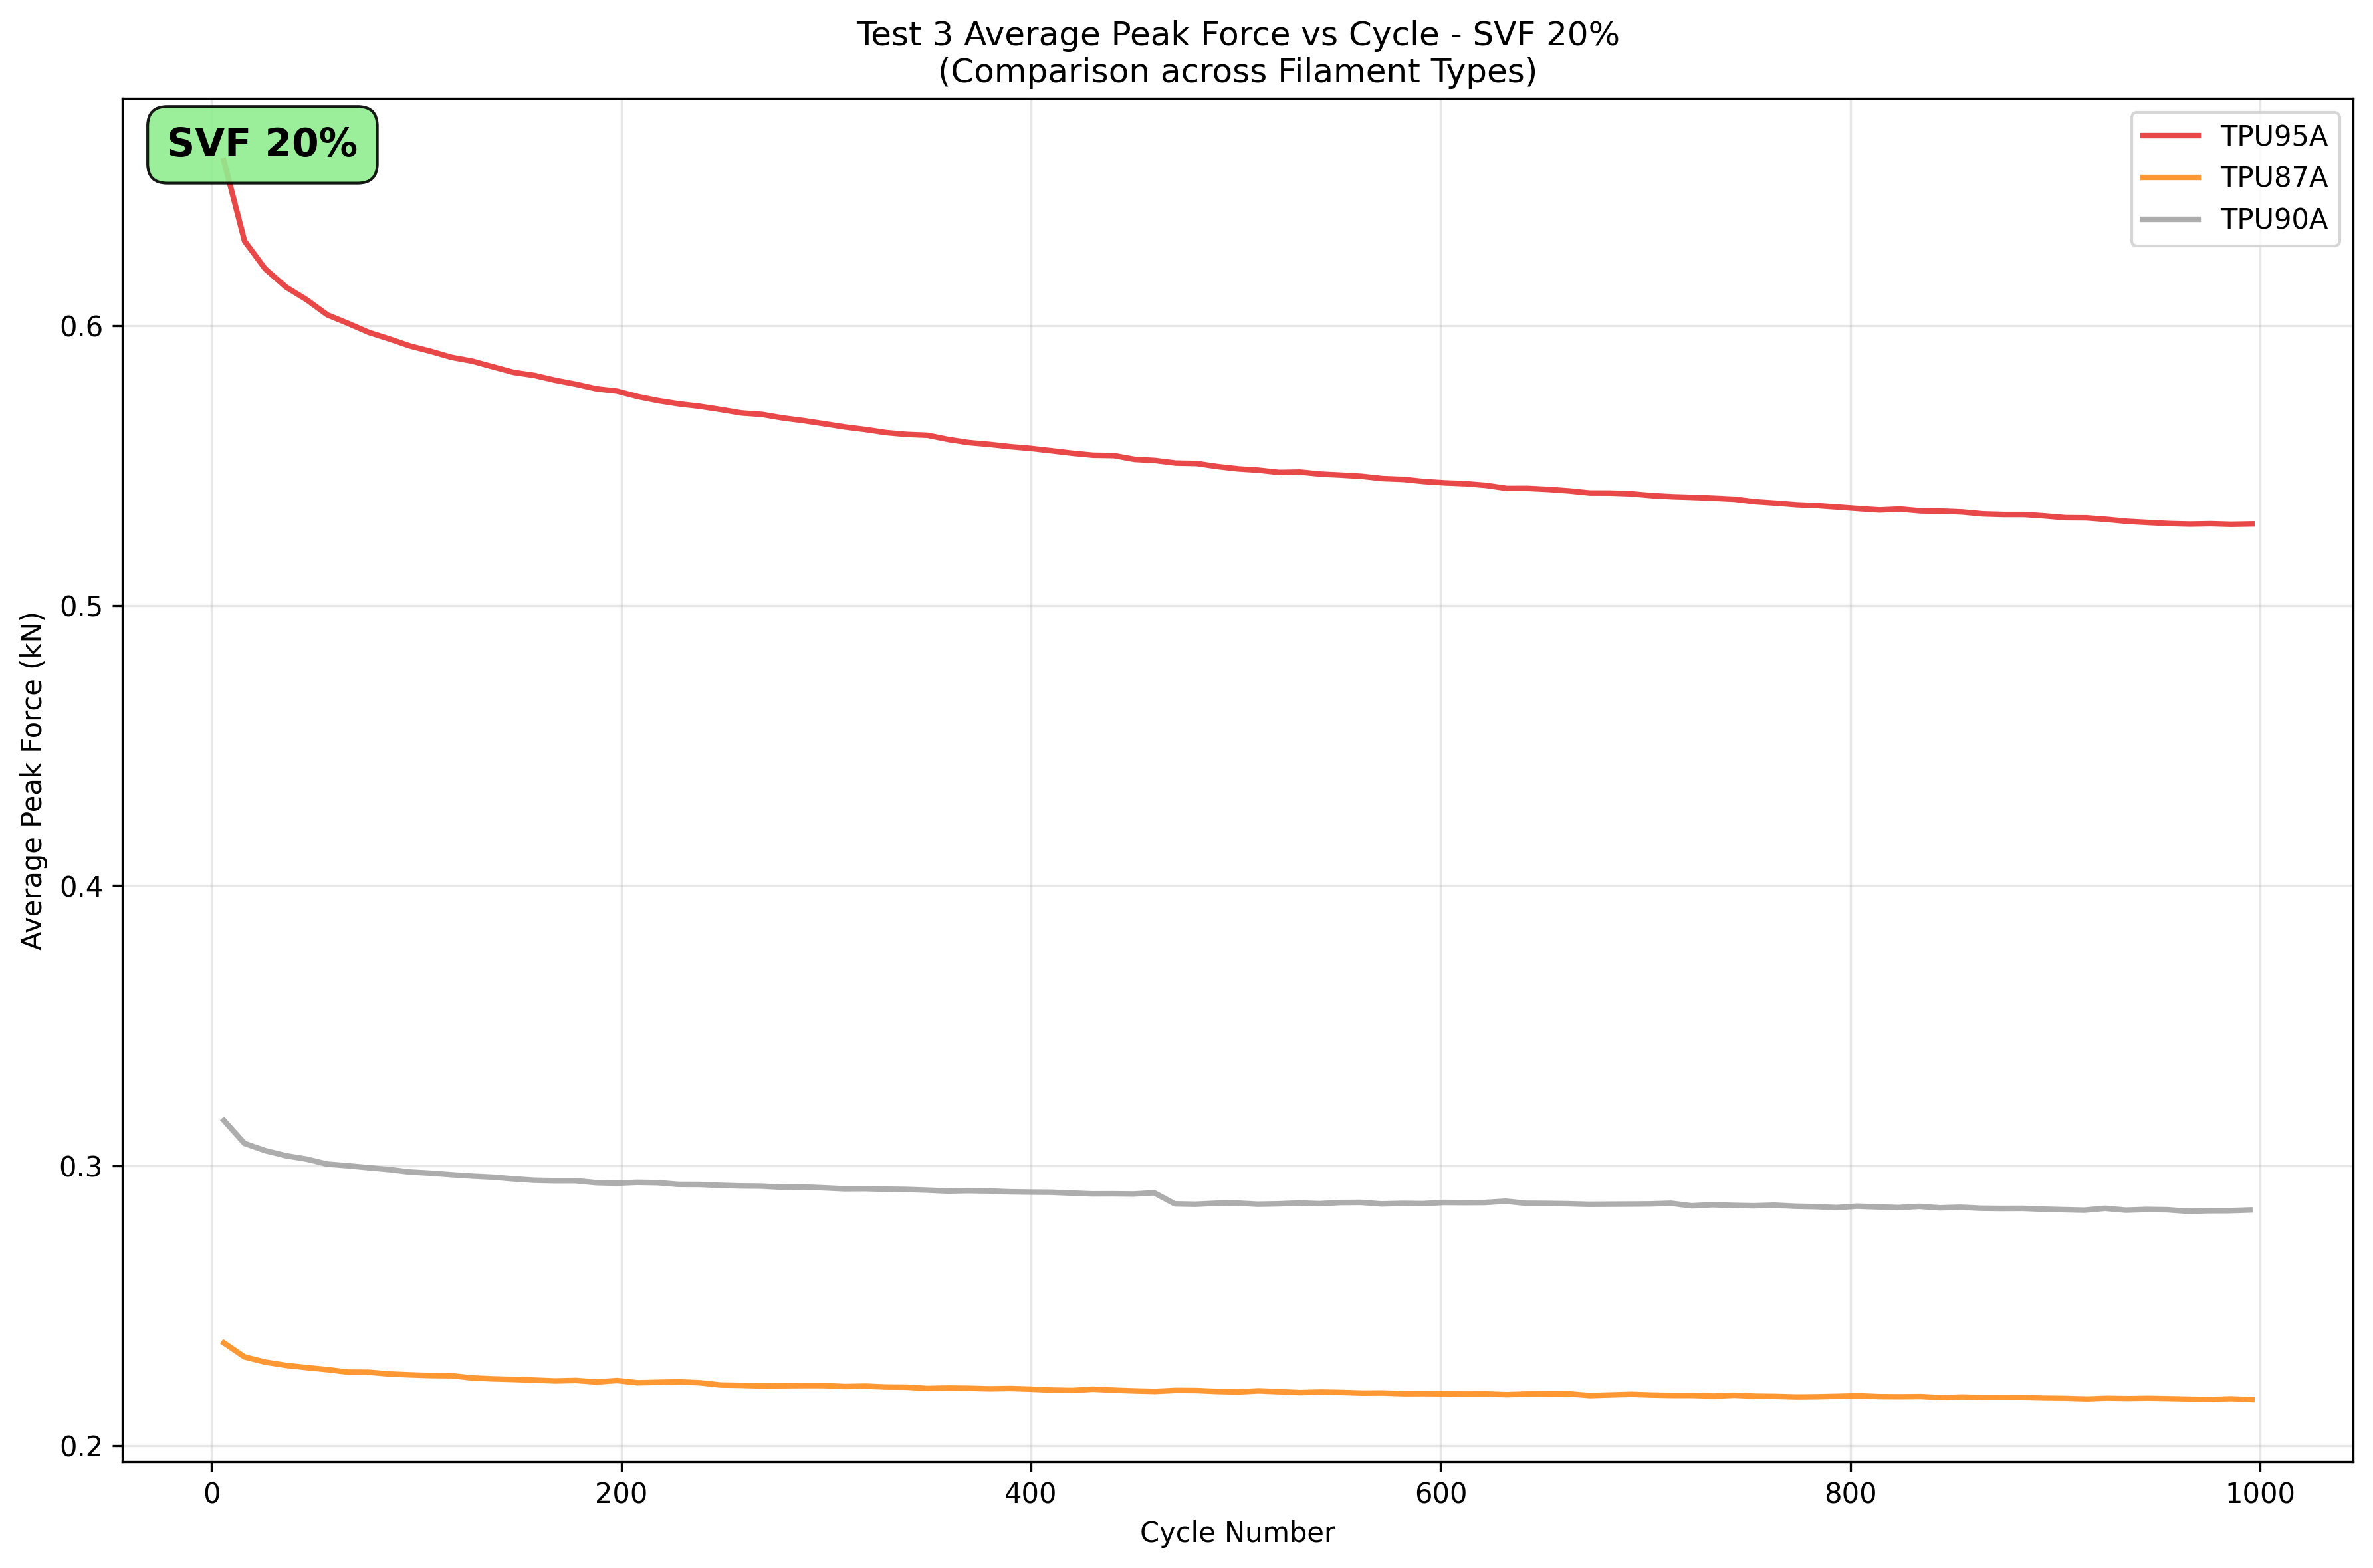 Test 3 Average Peak Force vs Cycle - SVF 20%
(Comparison across Filament Types)
SVF 20%
TPU95A
TPU87A
TPU90A
Average Peak Force (kN)
0.6
0.5
0.4
0.3
0.2
0 200 400 600 800 1000
Cycle Number